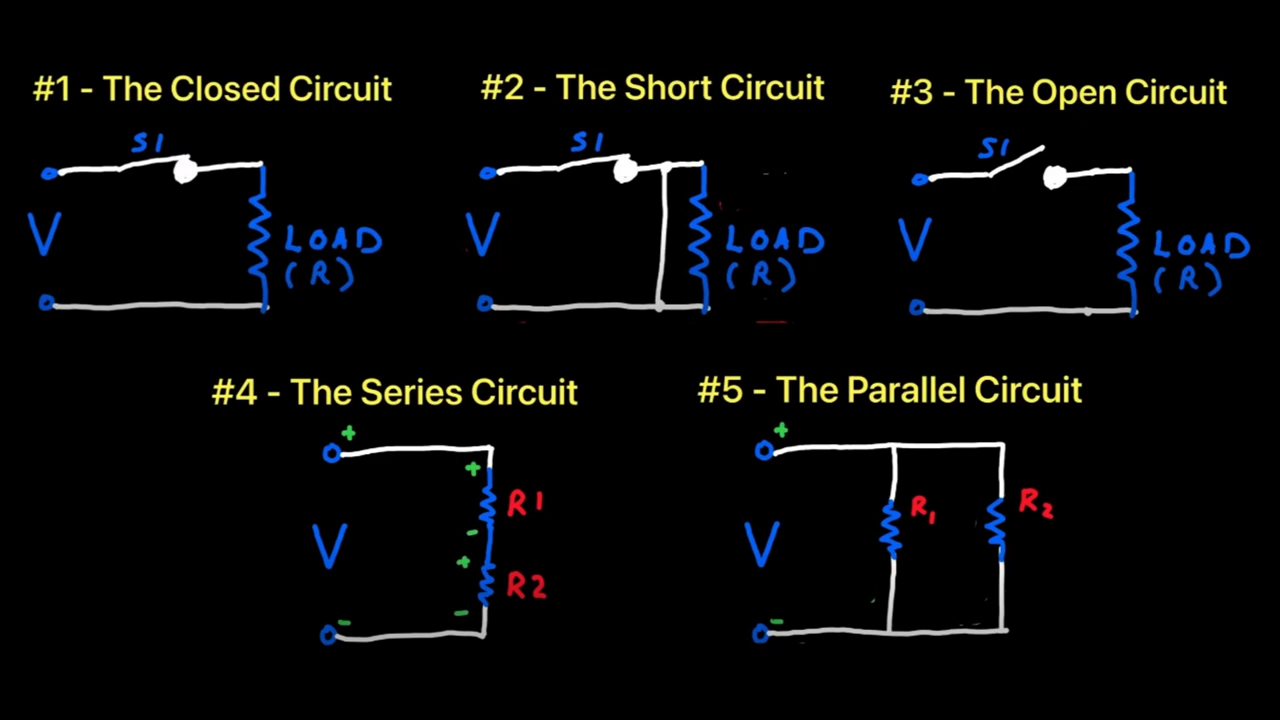 #1 - The Closed Circuit
S1
V
LOAD
(R)
#2 - The Short Circuit
S1
V
LOAD
(R)
#3 - The Open Circuit
S1
V
LOAD
(R)
#4 - The Series Circuit
+
+
R1
-
V
+
R2
-
-
#5 - The Parallel Circuit
+
R1
R2
V
-